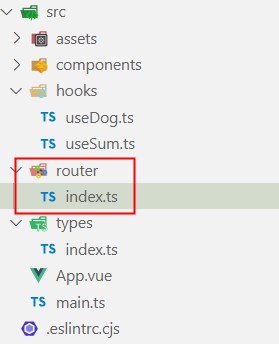 src
assets
components
hooks
TS useDog.ts
TS useSum.ts
router
TS index.ts
types
TS index.ts
App.vue
TS main.ts
.eslintrc.cjs